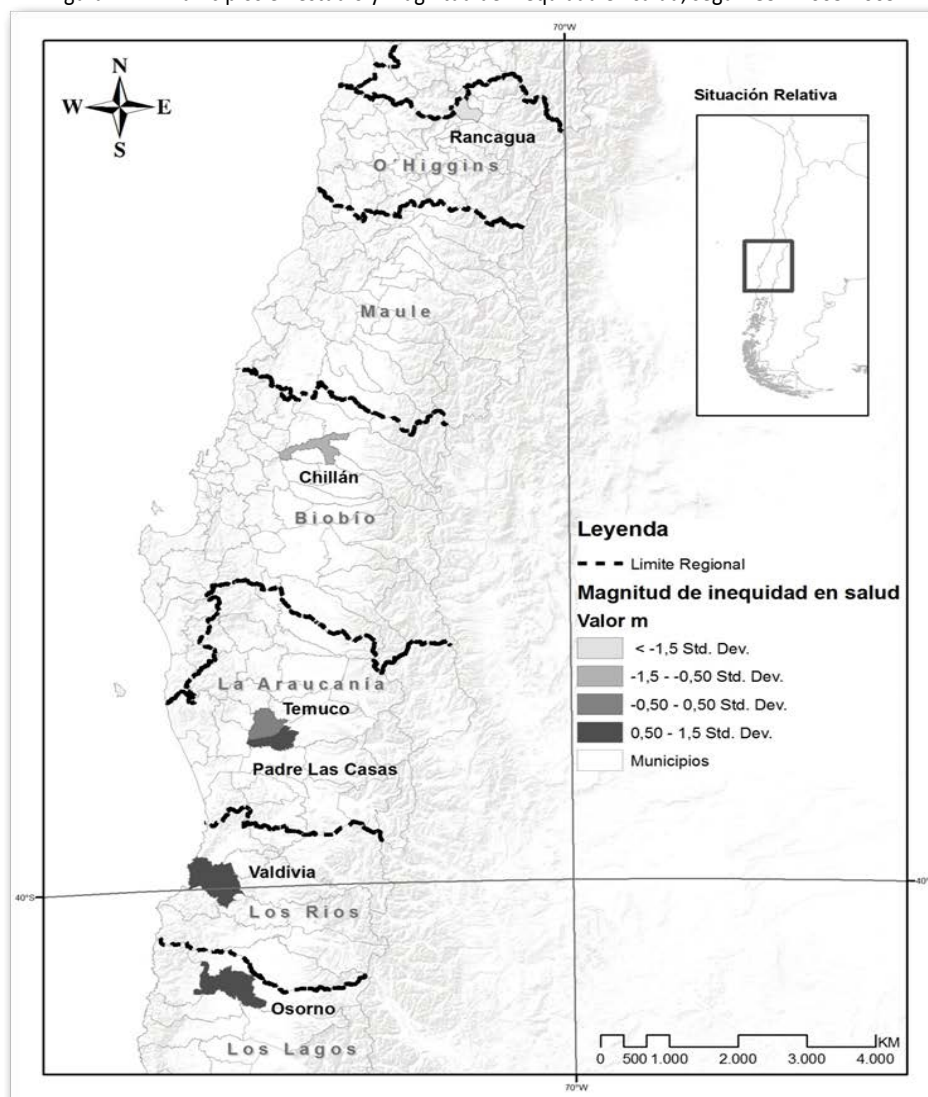 70°W
N
W E
S
Situación Relativa
Rancagua
O´Higgins
Maule
Chillán
Biobío
Leyenda
Límite Regional
Magnitud de inequidad en salud
Valor m
< -1,5 Std. Dev.
-1,5 - -0,50 Std. Dev.
-0,50 - 0,50 Std. Dev.
0,50 - 1,5 Std. Dev.
Municipios
La Araucanía
Temuco
Padre Las Casas
Valdivia
40°S
Los Rios
Osorno
Los Lagos
KM
0 500 1.000 2.000 3.000 4.000
70°W